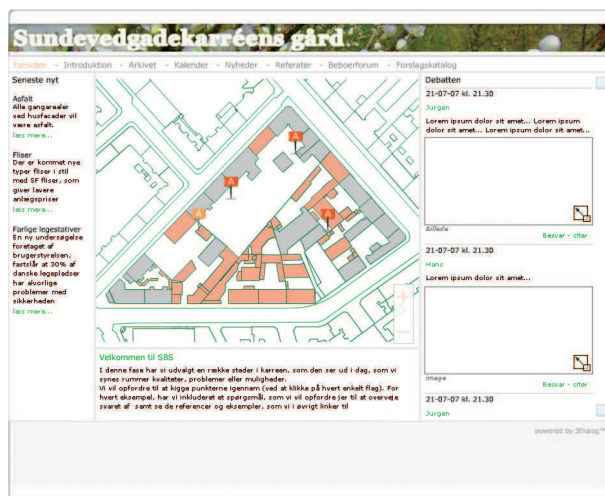 Sundevedgadekarréens gård
Forsiden - Introduktion - Arkivet - Kalender - Nyheder - Referater - Beboerforum - Forslagskatalog
Seneste nyt
Asfalt
Alle gangarealer
ved husfacader vil
være asfalt.
læs mere...
Fliser
Der er kommet nye
typer fliser i stil
med SF fliser, som
giver lavere
anlægspriser
læs mere...
Farlige legestativer
En ny undersøgelse
foretaget af
brugerstyrelsen,
fastslår at 30% af
danske legepladser
har alvorlige
problemer med
sikkerheden
læs mere...
A
A
A
A
Velkommen til SBS
I denne fase har vi udvalgt en række steder i karreen, som den ser ud i dag, som vi
synes rummer kvaliteter, problemer eller muligheder.
Vi vil opfordre til at kigge punkterne igennem (ved at klikke på hvert enkelt flag). For
hvert eksempel, har vi inkluderet et spørgsmål, som vi vil opfordre jer til at overveje
svaret af samt se de referencer og eksempler, som vi i øvrigt linker til
Debatten
21-07-07 kl. 21.30
Jurgen
Lorem ipsum dolor sit amet... Lorem ipsum
dolor sit amet... Lorem ipsum dolor sit amet...
Billede
Besvar - citer
21-07-07 kl. 21.30
Hans
Lorem ipsum dolor sit amet...
image
Besvar - citer
21-07-07 kl. 21.30
Jurgen
powered by 3Dialog™